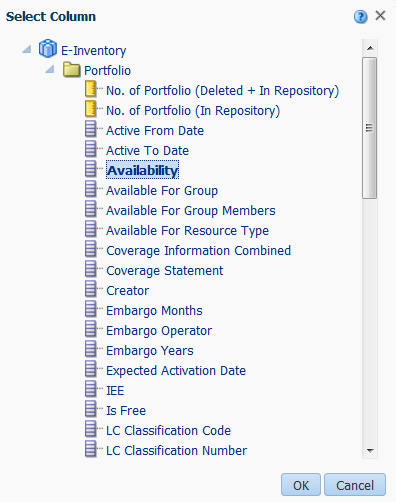 Select Column
E-Inventory
Portfolio
No. of Portfolio (Deleted + In Repository)
No. of Portfolio (In Repository)
Active From Date
Active To Date
Availability
Available For Group
Available For Group Members
Available For Resource Type
Coverage Information Combined
Coverage Statement
Creator
Embargo Months
Embargo Operator
Embargo Years
Expected Activation Date
IEE
Is Free
LC Classification Code
LC Classification Number
OK Cancel